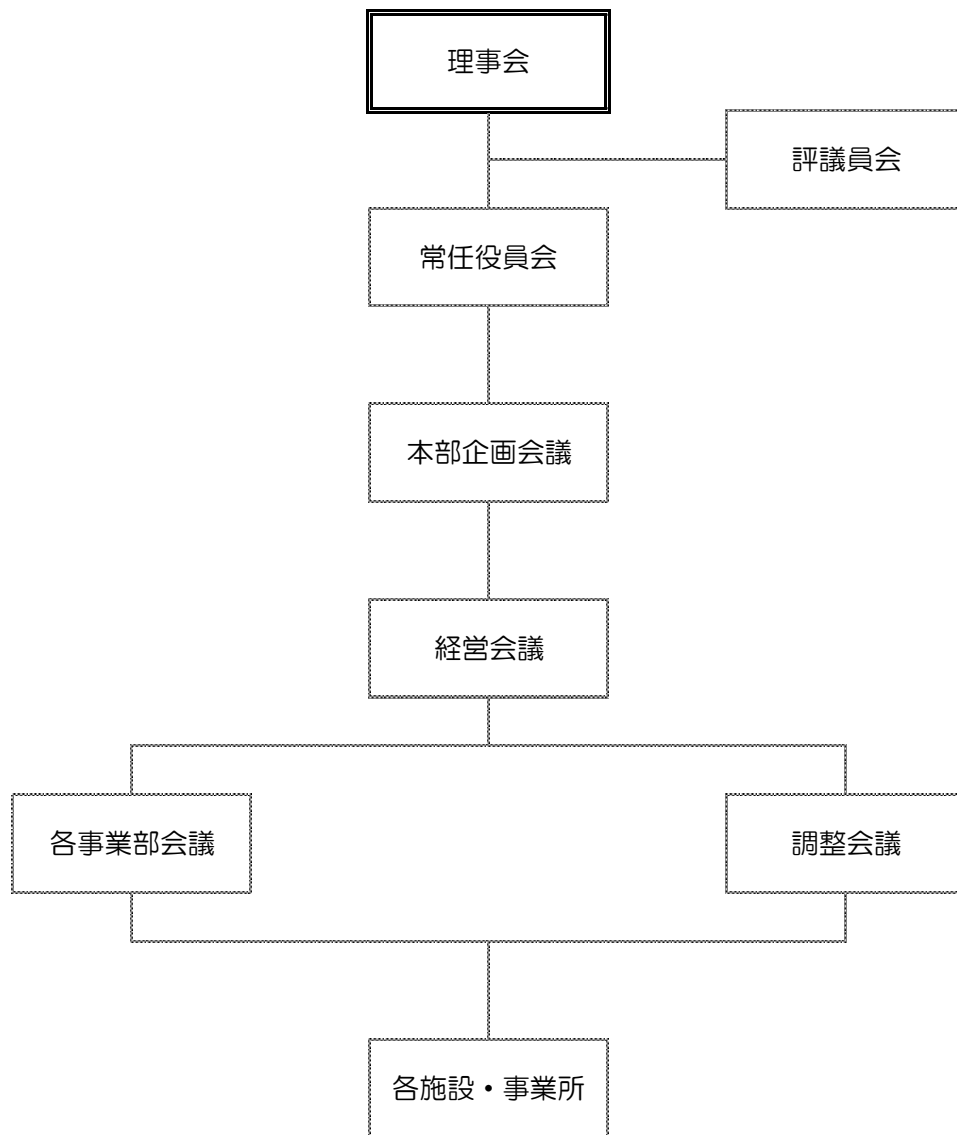 理事会
評議員会
常任役員会
本部企画会議
経営会議
各事業部会議
調整会議
各施設・事業所